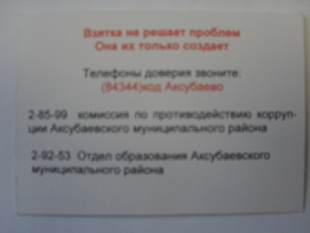 Взятка не решает проблем
Она их только создает
Телефоны доверия звоните:
(84344)код Аксубаево
2-85-99 комиссия по противодействию корруп-
ции Аксубаевского муниципального района
2-92-53 Отдел образования Аксубаевского
муниципального района